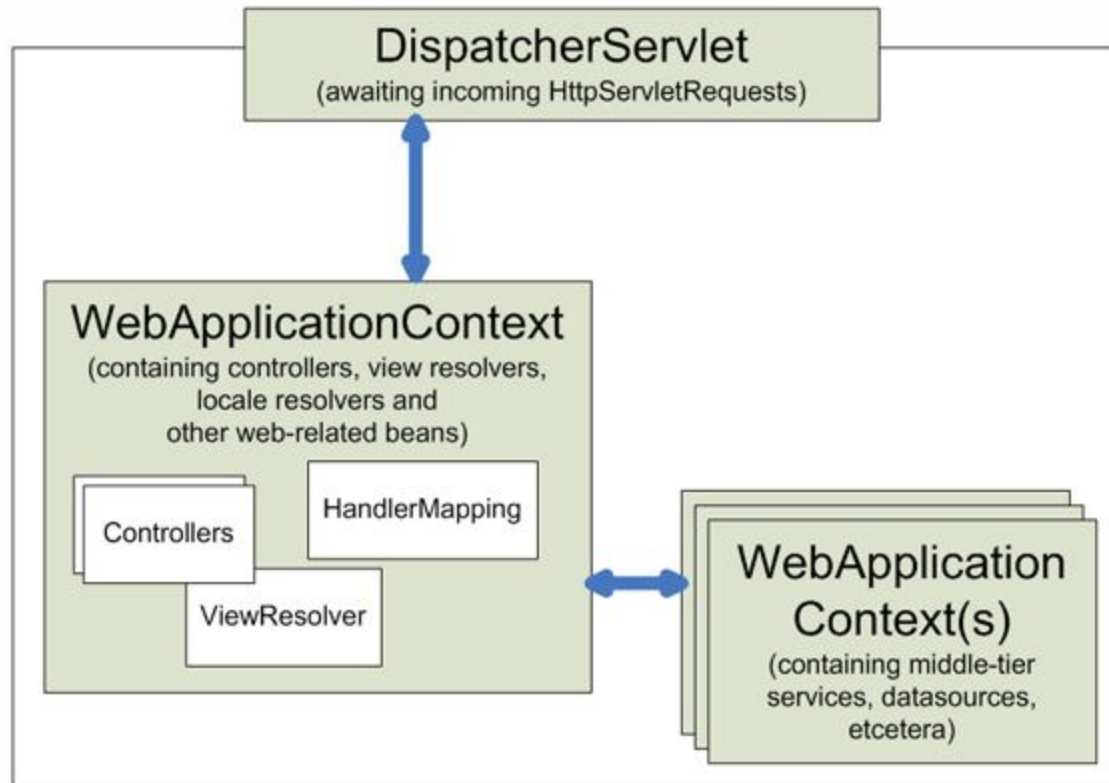 DispatcherServlet
(awaiting incoming HttpServletRequests)
WebApplicationContext
(containing controllers, view resolvers,
locale resolvers and
other web-related beans)
HandlerMapping
Controllers
ViewResolver
WebApplication
Context(s)
(containing middle-tier
services, datasources,
etcetera)